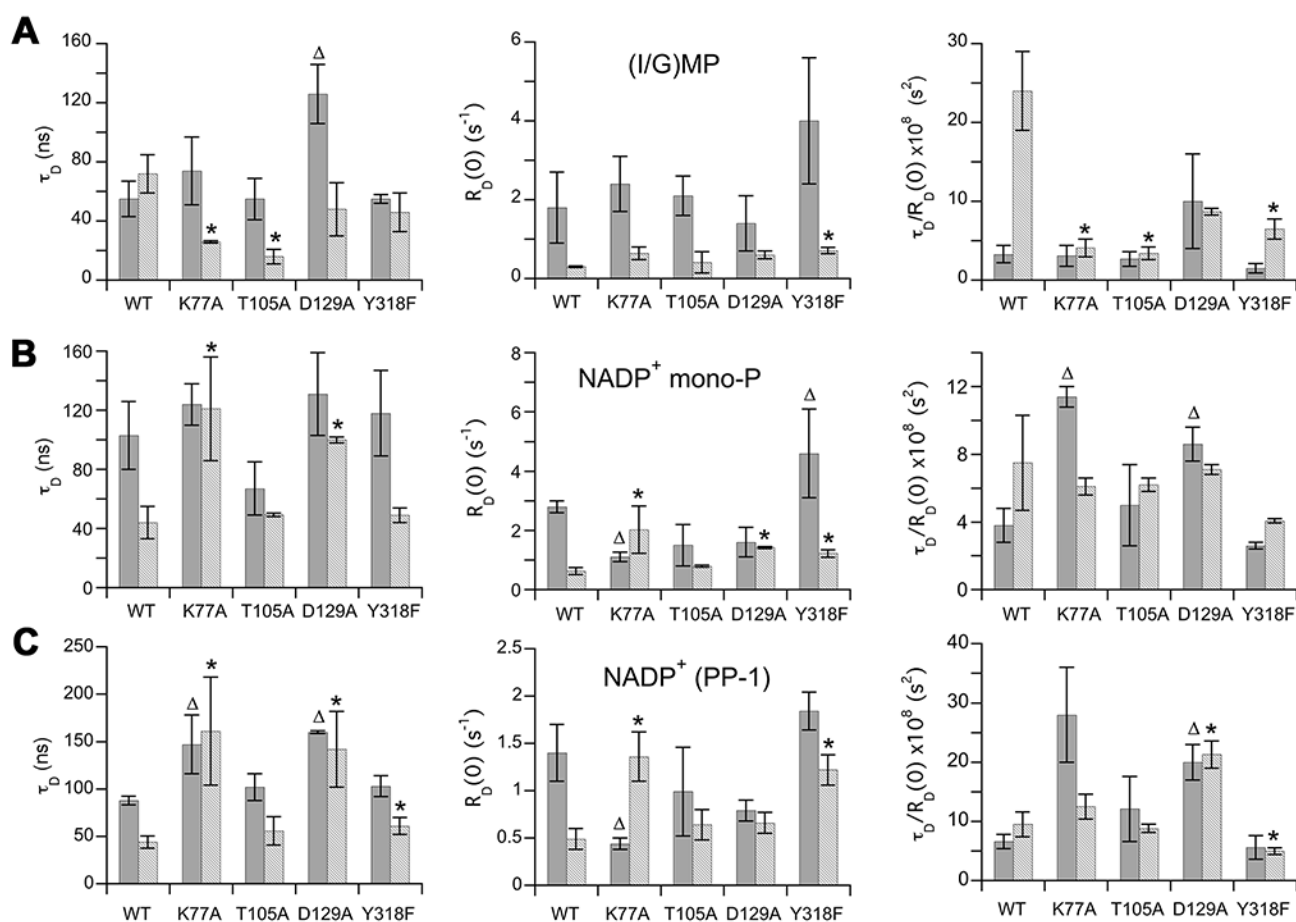 A
160
120
80
40
0
τD (ns)
Δ
*
*
WT K77A T105A D129A Y318F
6
4
2
0
RD(0) (s-1)
(I/G)MP
*
WT K77A T105A D129A Y318F
30
20
10
0
τD/RD(0) x10⁸ (s²)
*
*
*
WT K77A T105A D129A Y318F
B
160
120
80
40
0
τD (ns)
*
*
WT K77A T105A D129A Y318F
8
6
4
2
0
RD(0) (s-1)
NADP+ mono-P
Δ
*
*
Δ
*
WT K77A T105A D129A Y318F
12
8
4
0
τD/RD(0) x10⁸ (s²)
Δ
Δ
WT K77A T105A D129A Y318F
C
250
200
150
100
50
0
τD (ns)
Δ
*
Δ
*
*
WT K77A T105A D129A Y318F
2.5
2
1.5
1
0.5
0
RD(0) (s-1)
NADP+ (PP-1)
Δ
*
*
WT K77A T105A D129A Y318F
40
30
20
10
0
τD/RD(0) x10⁸ (s²)
Δ
*
*
WT K77A T105A D129A Y318F